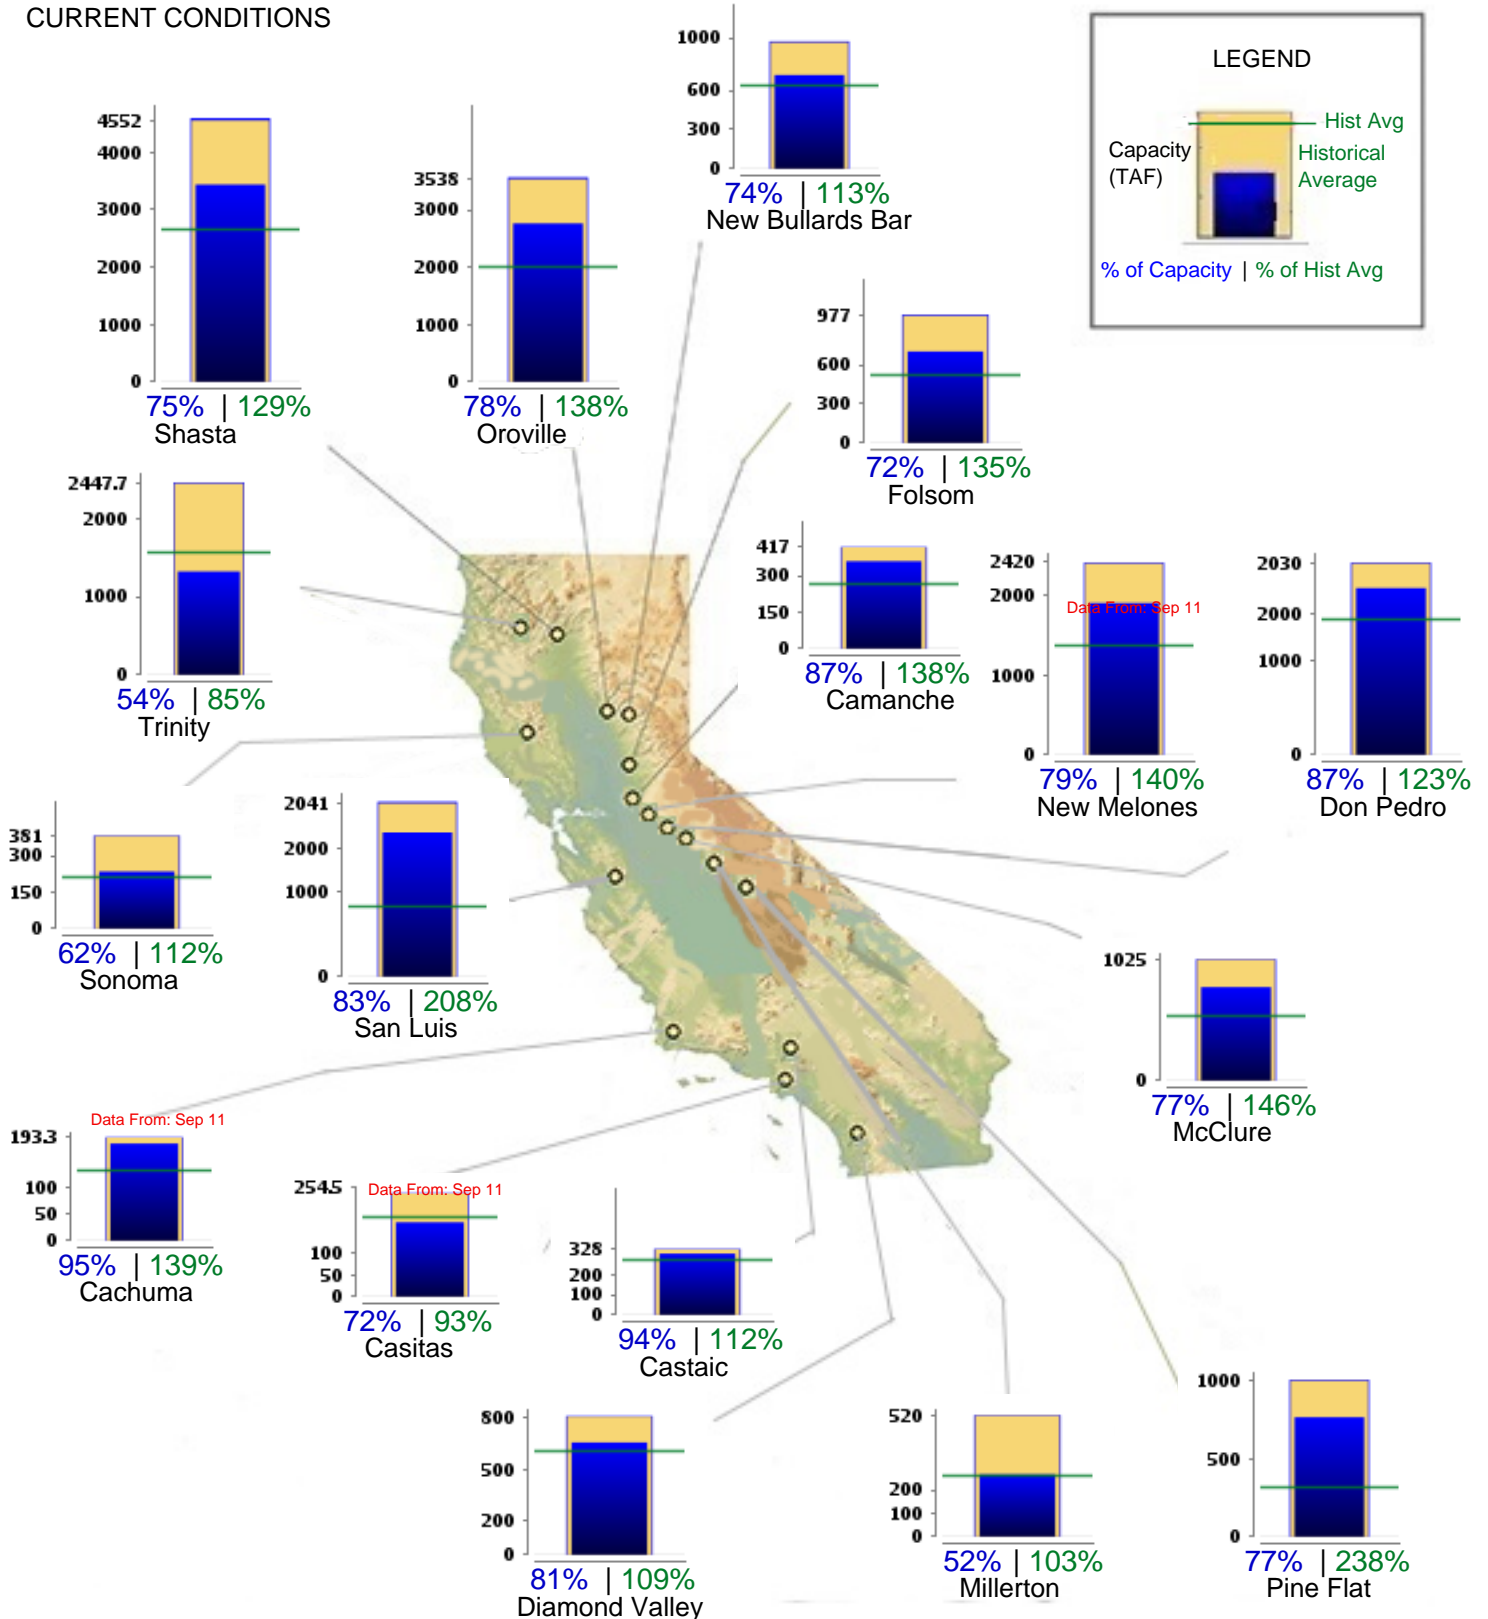 CURRENT CONDITIONS
1000
600
300
0
74% | 113%
New Bullards Bar
LEGEND
Hist Avg
Capacity
(TAF)
Historical
Average
% of Capacity | % of Hist Avg
4552
4000
3000
2000
1000
0
75% | 129%
Shasta
3538
3000
2000
1000
0
78% | 138%
Oroville
977
600
300
0
72% | 135%
Folsom
2447.7
2000
1000
0
54% | 85%
Trinity
417
300
150
0
87% | 138%
Camanche
2420
2000
Data From: Sep 11
1000
0
79% | 140%
New Melones
2030
2000
1000
0
87% | 123%
Don Pedro
381
300
150
0
62% | 112%
Sonoma
2041
2000
1000
0
83% | 208%
San Luis
1025
0
77% | 146%
McClure
Data From: Sep 11
193.3
100
50
0
95% | 139%
Cachuma
254.5
Data From: Sep 11
100
50
0
72% | 93%
Casitas
328
200
100
0
94% | 112%
Castaic
800
500
200
0
81% | 109%
Diamond Valley
520
200
100
0
52% | 103%
Millerton
1000
500
0
77% | 238%
Pine Flat